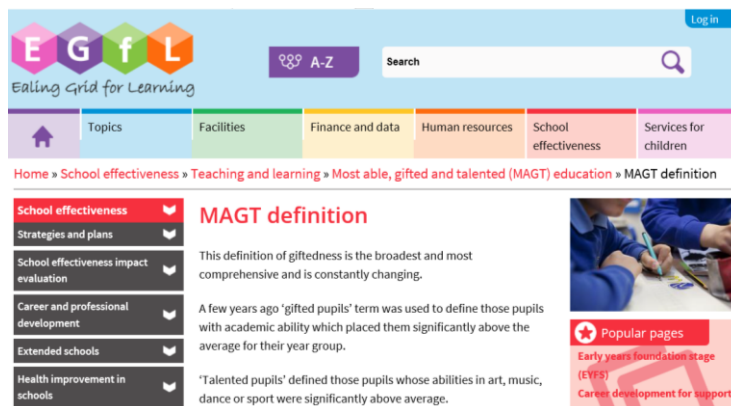 Log in
EGfL
Ealing Grid for Learning
A-Z
Search
Topics
Facilities
Finance and data
Human resources
School
effectiveness
Services for
children
Home » School effectiveness » Teaching and learning » Most able, gifted and talented (MAGT) education » MAGT definition
School effectiveness
Strategies and plans
School effectiveness impact
evaluation
Career and professional
development
Extended schools
Health improvement in
schools
MAGT definition
This definition of giftedness is the broadest and most
comprehensive and is constantly changing.
A few years ago ‘gifted pupils’ term was used to define those pupils
with academic ability which placed them significantly above the
average for their year group.
‘Talented pupils’ defined those pupils whose abilities in art, music,
dance or sport were significantly above average.
Popular pages
Early years foundation stage
(EYFS)
Career development for support